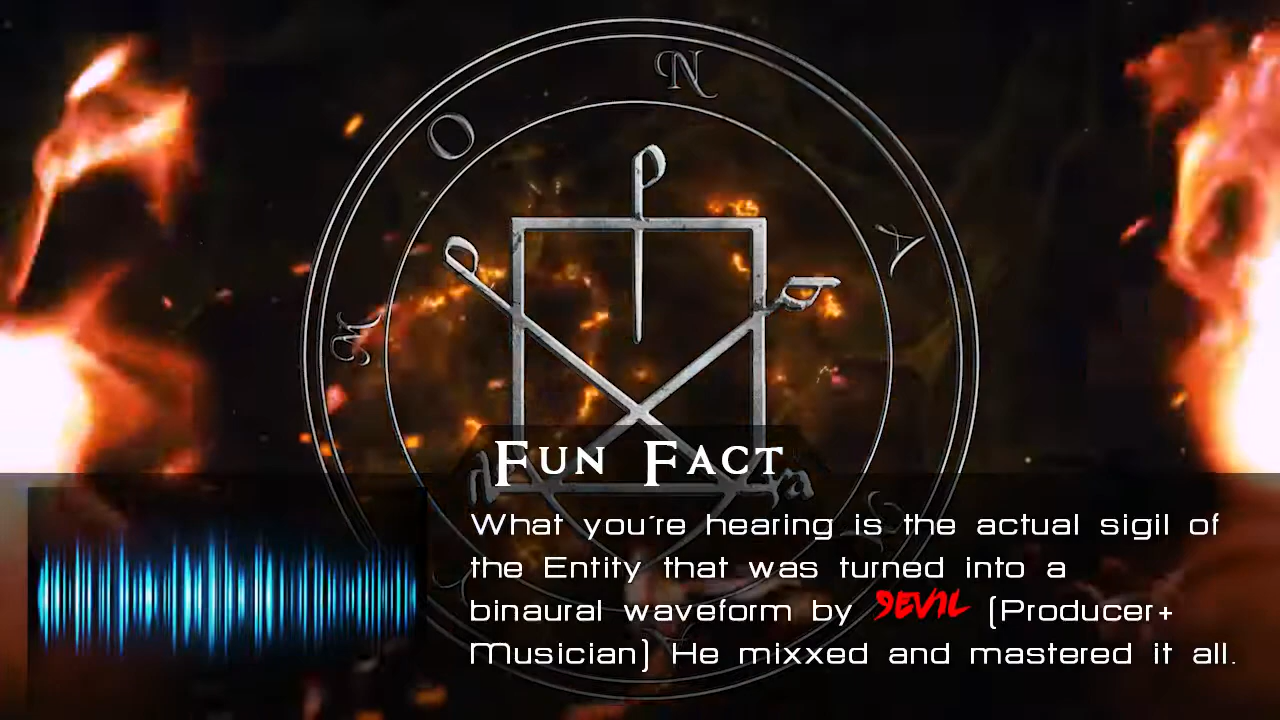 N
O
A
M
Fun Fact
What you're hearing is the actual sigil of
the Entity that was turned into a
binaural waveform by 9EVIL (Producer+
Musician) He mixxed and mastered it all.